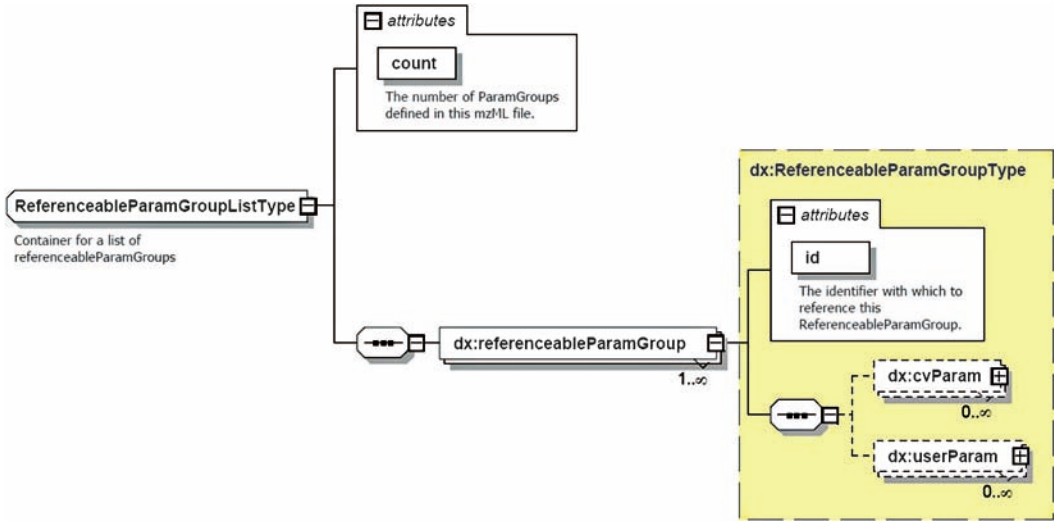 attributes
count
The number of ParamGroups
defined in this mzML file.
dx:ReferenceableParamGroupType
ReferenceableParamGroupListType
Container for a list of
referenceableParamGroups
attributes
id
The identifier with which to
reference this
ReferenceableParamGroup.
dx:referenceableParamGroup
1..∞
dx:cvParam
0..∞
dx:userParam
0..∞